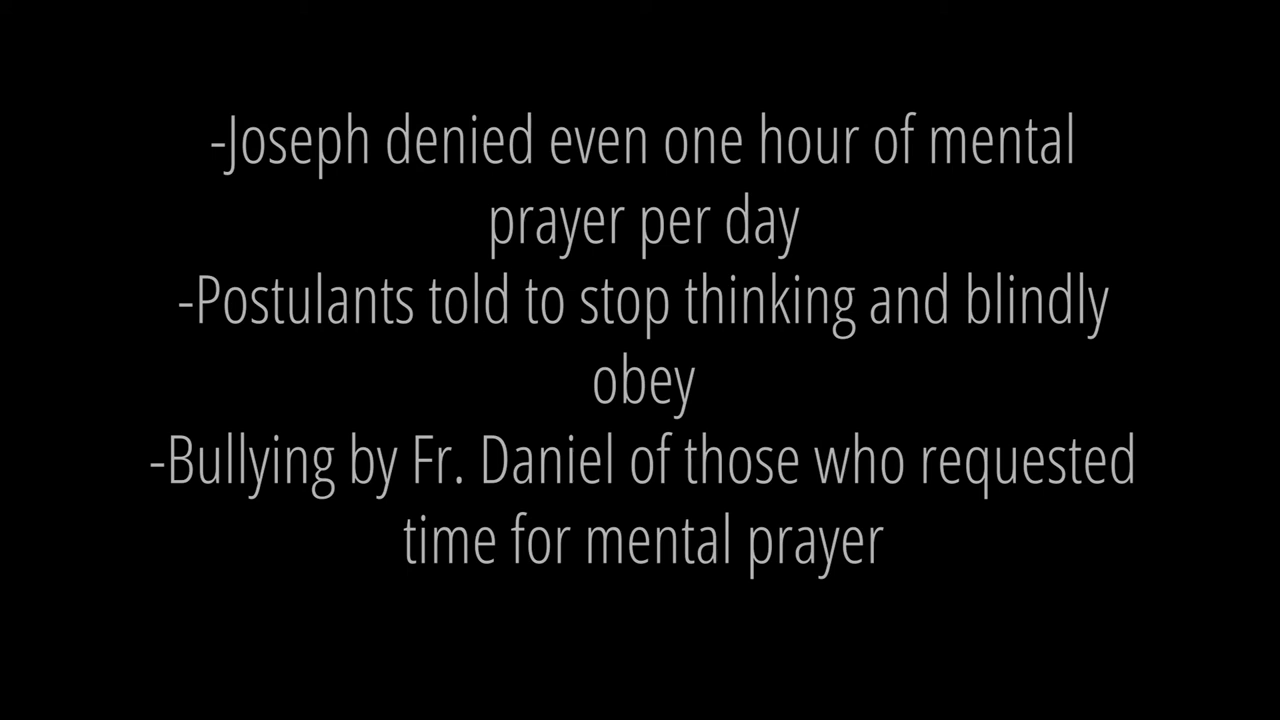 -Joseph denied even one hour of mental
prayer per day
-Postulants told to stop thinking and blindly
obey
-Bullying by Fr. Daniel of those who requested
time for mental prayer